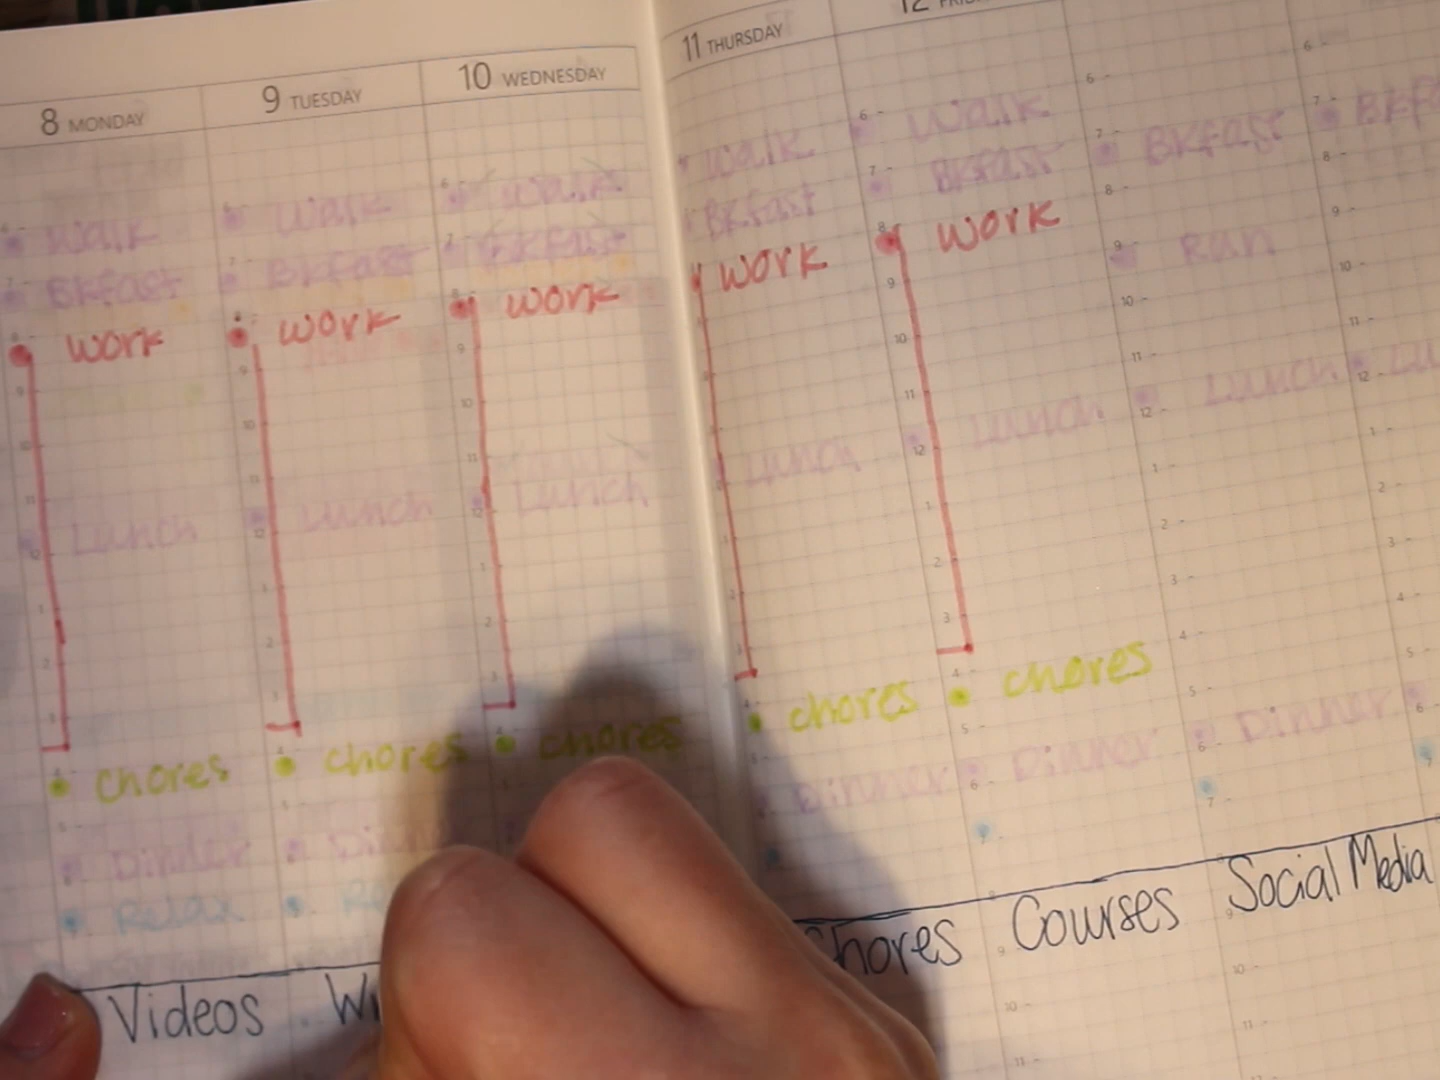 8 MONDAY
9 TUESDAY
10 WEDNESDAY
11 THURSDAY
12
Walk
Walk
Walk
Walk
Walk
Bkfast
Bkfast
Bkfast
Bkfast
Bkfast
Bkfast
work
work
work
work
work
Run
Lunch
Lunch
Lunch
Lunch
Lunch
Lunch
chores
chores
chores
chores
chores
Dinner
Dinner
Dinner
Dinner
Relax
Videos
Chores
Courses
Social Media